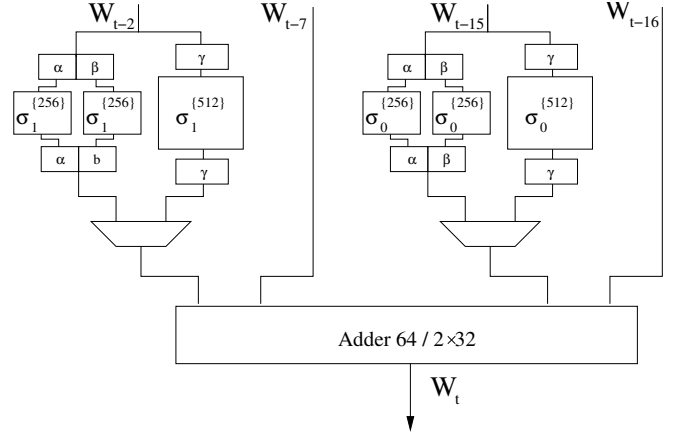 W_{t−2} W_{t−7} W_{t−15} W_{t−16}
α β γ α β γ
σ_1^{{256}} σ_1^{{256}} σ_1^{{512}} σ_0^{{256}} σ_0^{{256}} σ_0^{{512}}
α b γ α β γ
Adder 64 / 2×32
W_t